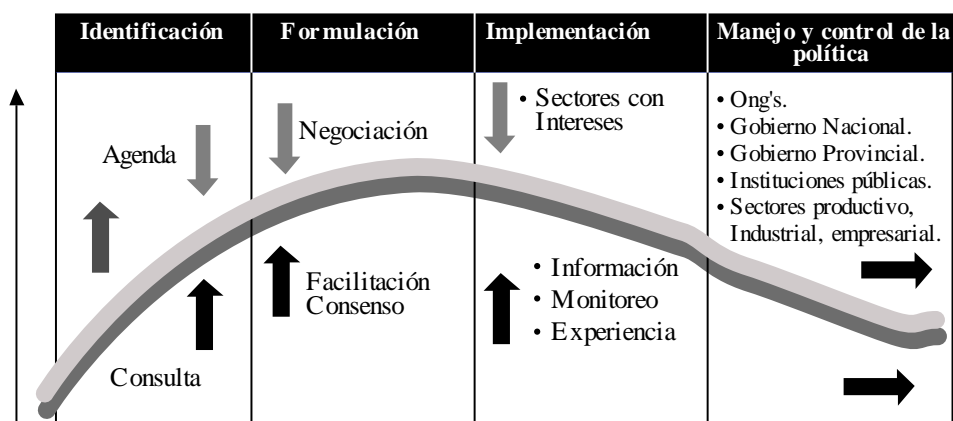 Identificación
Formulación
Implementación
Manejo y control de la
política
Agenda
Consulta
Negociación
Facilitación
Consenso
• Sectores con
Intereses
• Información
• Monitoreo
• Experiencia
• Ong's.
• Gobierno Nacional.
• Gobierno Provincial.
• Instituciones públicas.
• Sectores productivo,
Industrial, empresarial.